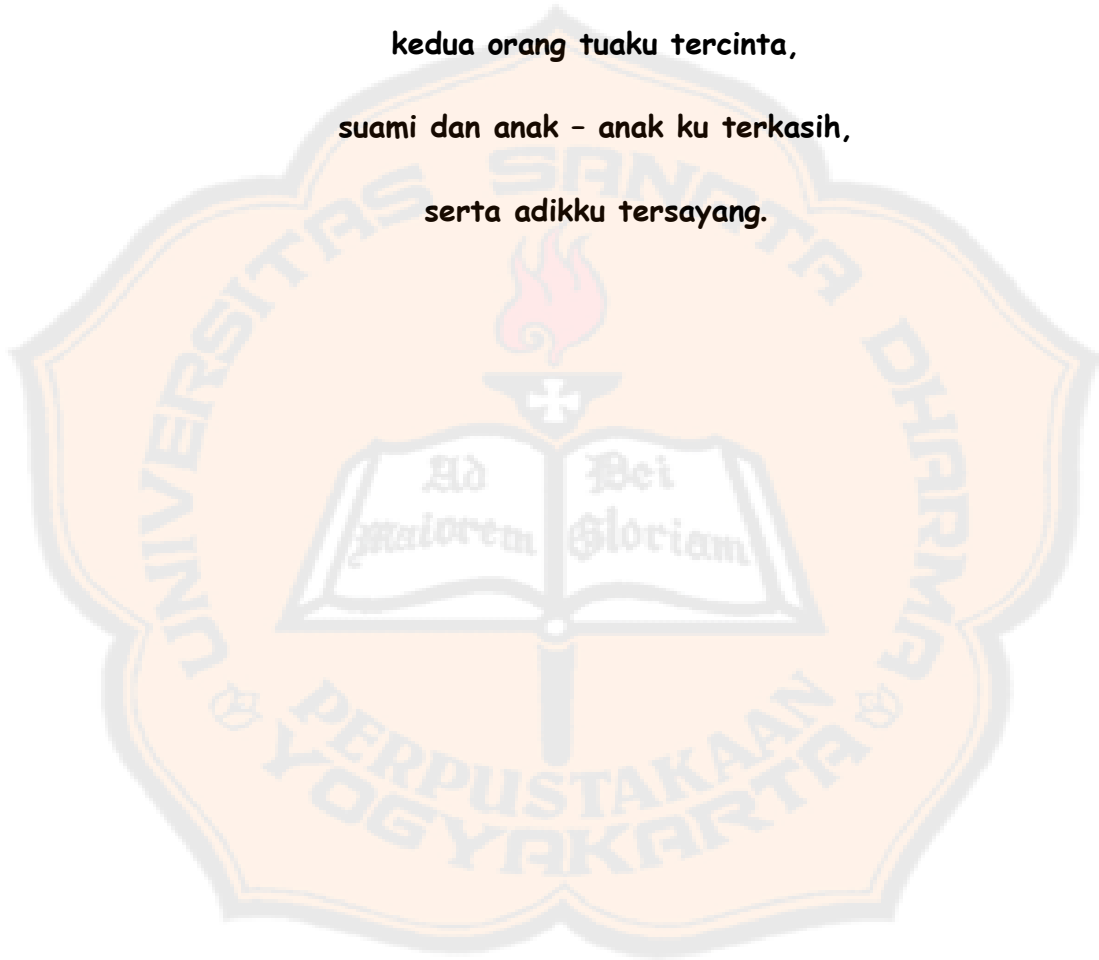 kedua orang tuaku tercinta,
suami dan anak – anak ku terkasih,
serta adikku tersayang.
UNIVERSITAS SANATA DHARMA
Ad Dei
Maiorem Gloriam
PERPUSTAKAAN
YOGYAKARTA